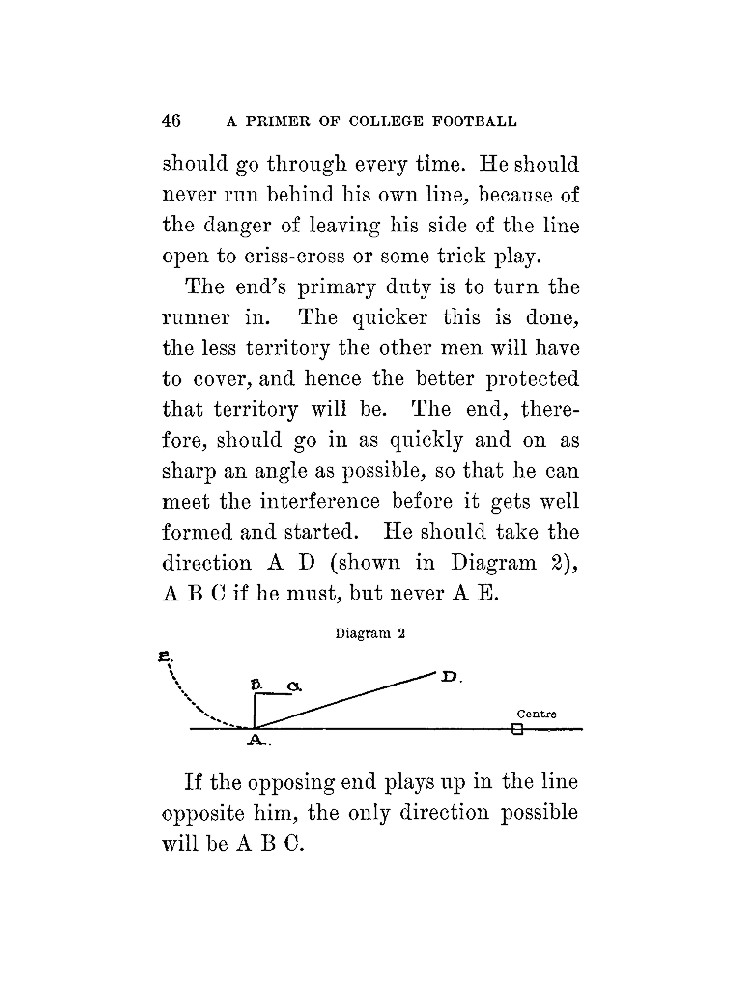 46 A PRIMER OF COLLEGE FOOTBALL
should go through every time. He should
never run behind his own line, because of
the danger of leaving his side of the line
open to criss-cross or some trick play.
The end's primary duty is to turn the
runner in. The quicker this is done,
the less territory the other men will have
to cover, and hence the better protected
that territory will be. The end, there-
fore, should go in as quickly and on as
sharp an angle as possible, so that he can
meet the interference before it gets well
formed and started. He should take the
direction A D (shown in Diagram 2),
A B C if he must, but never A E.
Diagram 2
E.
B. C.
D.
Centre
A.
If the opposing end plays up in the line
opposite him, the only direction possible
will be A B C.